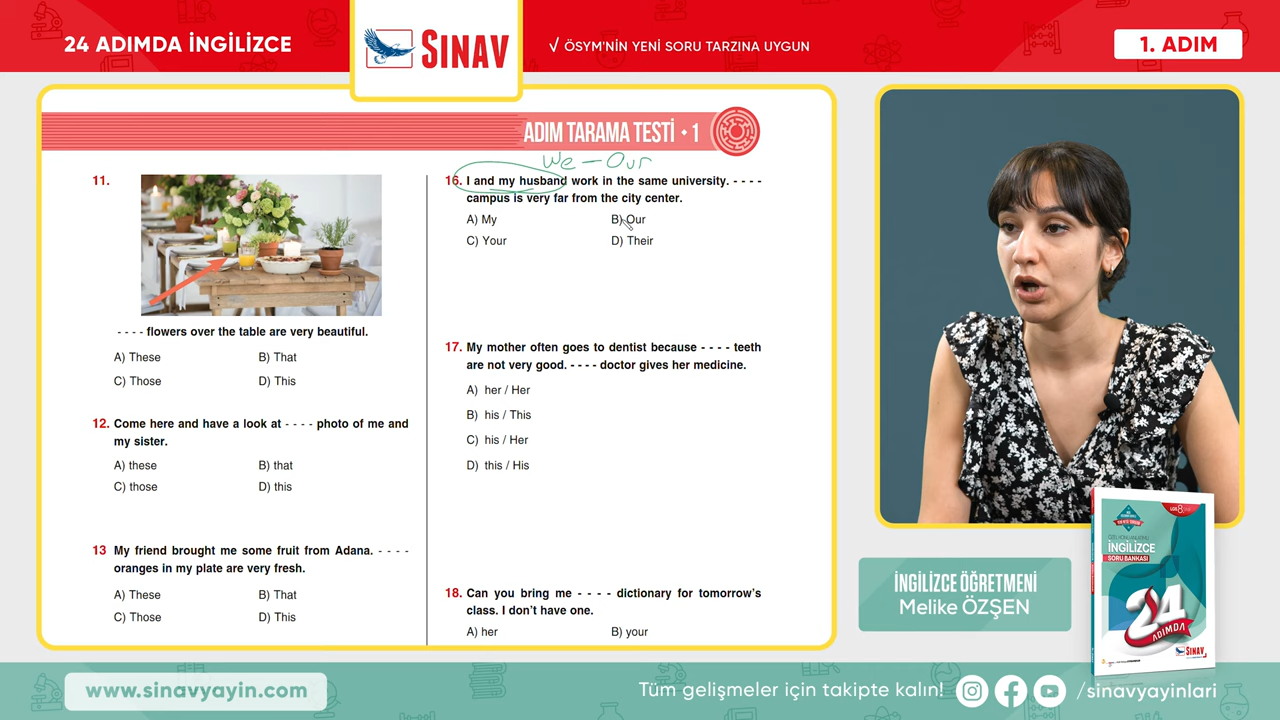 24 ADIMDA İNGİLİZCE
SINAV
√ ÖSYM'NİN YENİ SORU TARZINA UYGUN
1. ADIM
ADIM TARAMA TESTİ • 1
11.
- - - - flowers over the table are very beautiful.
A) These B) That
C) Those D) This
12. Come here and have a look at - - - - photo of me and
my sister.
A) these B) that
C) those D) this
13 My friend brought me some fruit from Adana. - - - -
oranges in my plate are very fresh.
A) These B) That
C) Those D) This
We – Our
16. I and my husband work in the same university. - - - -
campus is very far from the city center.
A) My B) Our
C) Your D) Their
17. My mother often goes to dentist because - - - - teeth
are not very good. - - - - doctor gives her medicine.
A) her / Her
B) his / This
C) his / Her
D) this / His
18. Can you bring me - - - - dictionary for tomorrow's
class. I don't have one.
A) her B) your
İNGİLİZCE ÖĞRETMENİ
Melike ÖZŞEN
İNGİLİZCE
SORU BANKASI
24
ADIMDA
SINAV
www.sinavyayin.com
Tüm gelişmeler için takipte kalın!
/sinavyayinlari